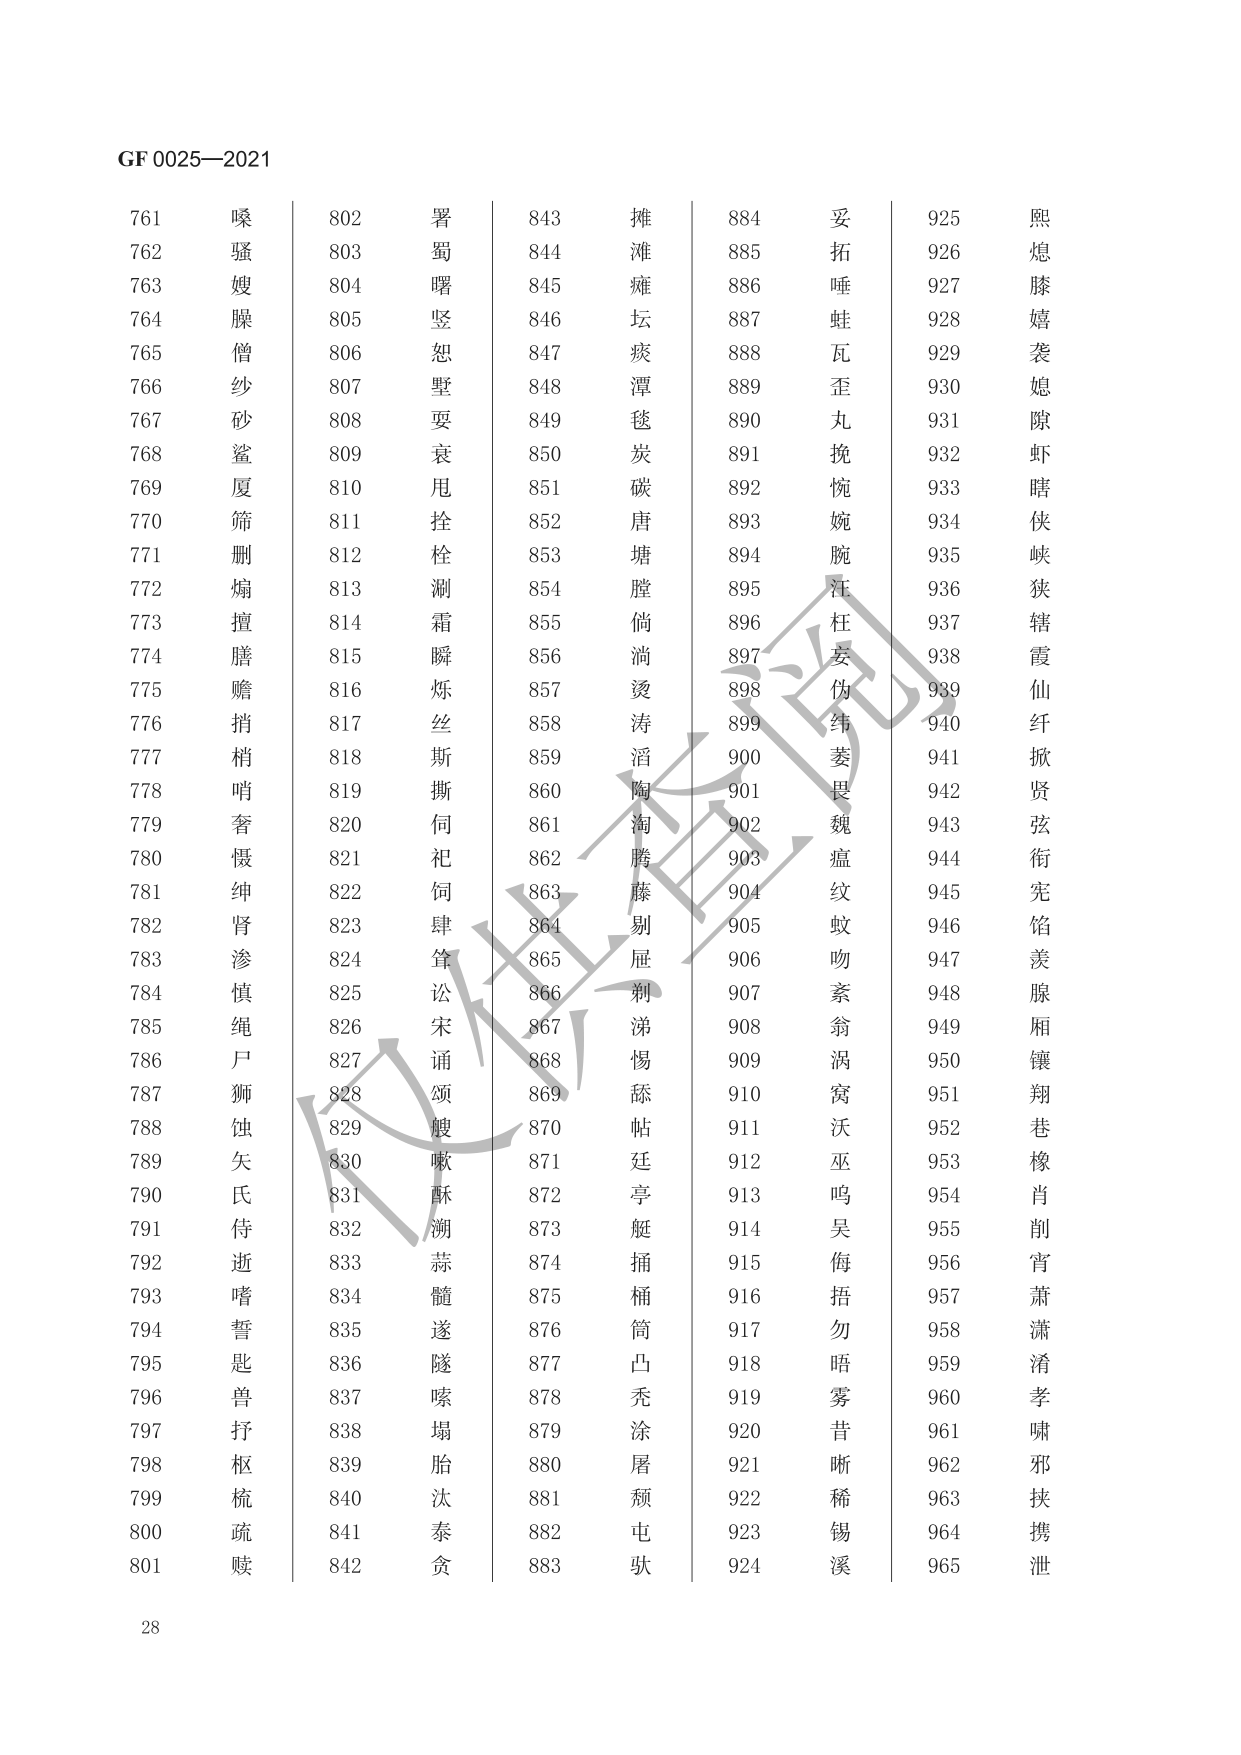 GF 0025—2021
761 嗓 802 署 843 摊 884 妥 925 熙
762 骚 803 蜀 844 滩 885 拓 926 熄
763 嫂 804 曙 845 瘫 886 唾 927 膝
764 臊 805 竖 846 坛 887 蛙 928 嬉
765 僧 806 恕 847 痰 888 瓦 929 袭
766 纱 807 墅 848 潭 889 歪 930 媳
767 砂 808 耍 849 毯 890 丸 931 隙
768 鲨 809 衰 850 炭 891 挽 932 虾
769 厦 810 甩 851 碳 892 惋 933 瞎
770 筛 811 拴 852 唐 893 婉 934 侠
771 删 812 栓 853 塘 894 腕 935 峡
772 煽 813 涮 854 膛 895 汪 936 狭
773 擅 814 霜 855 倘 896 枉 937 辖
774 膳 815 瞬 856 淌 897 妄 938 霞
775 赡 816 烁 857 烫 898 伪 939 仙
776 捎 817 丝 858 涛 899 纬 940 纤
777 梢 818 斯 859 滔 900 萎 941 掀
778 哨 819 撕 860 陶 901 畏 942 贤
779 奢 820 伺 861 淘 902 魏 943 弦
780 慑 821 祀 862 腾 903 瘟 944 衔
781 绅 822 饲 863 藤 904 纹 945 宪
782 肾 823 肆 864 剔 905 蚊 946 馅
783 渗 824 耸 865 屉 906 吻 947 羡
784 慎 825 讼 866 剃 907 紊 948 腺
785 绳 826 宋 867 涕 908 翁 949 厢
786 尸 827 诵 868 惕 909 涡 950 镶
787 狮 828 颂 869 舔 910 窝 951 翔
788 蚀 829 艘 870 帖 911 沃 952 巷
789 矢 830 嗽 871 廷 912 巫 953 橡
790 氏 831 酥 872 亭 913 呜 954 肖
791 侍 832 溯 873 艇 914 吴 955 削
792 逝 833 蒜 874 捅 915 侮 956 宵
793 嗜 834 髓 875 桶 916 捂 957 萧
794 誓 835 遂 876 筒 917 勿 958 潇
795 匙 836 隧 877 凸 918 晤 959 淆
796 兽 837 嗦 878 秃 919 雾 960 孝
797 抒 838 塌 879 涂 920 昔 961 啸
798 枢 839 胎 880 屠 921 晰 962 邪
799 梳 840 汰 881 颓 922 稀 963 挟
800 疏 841 泰 882 屯 923 锡 964 携
801 赎 842 贪 883 驮 924 溪 965 泄
仅供查阅
28